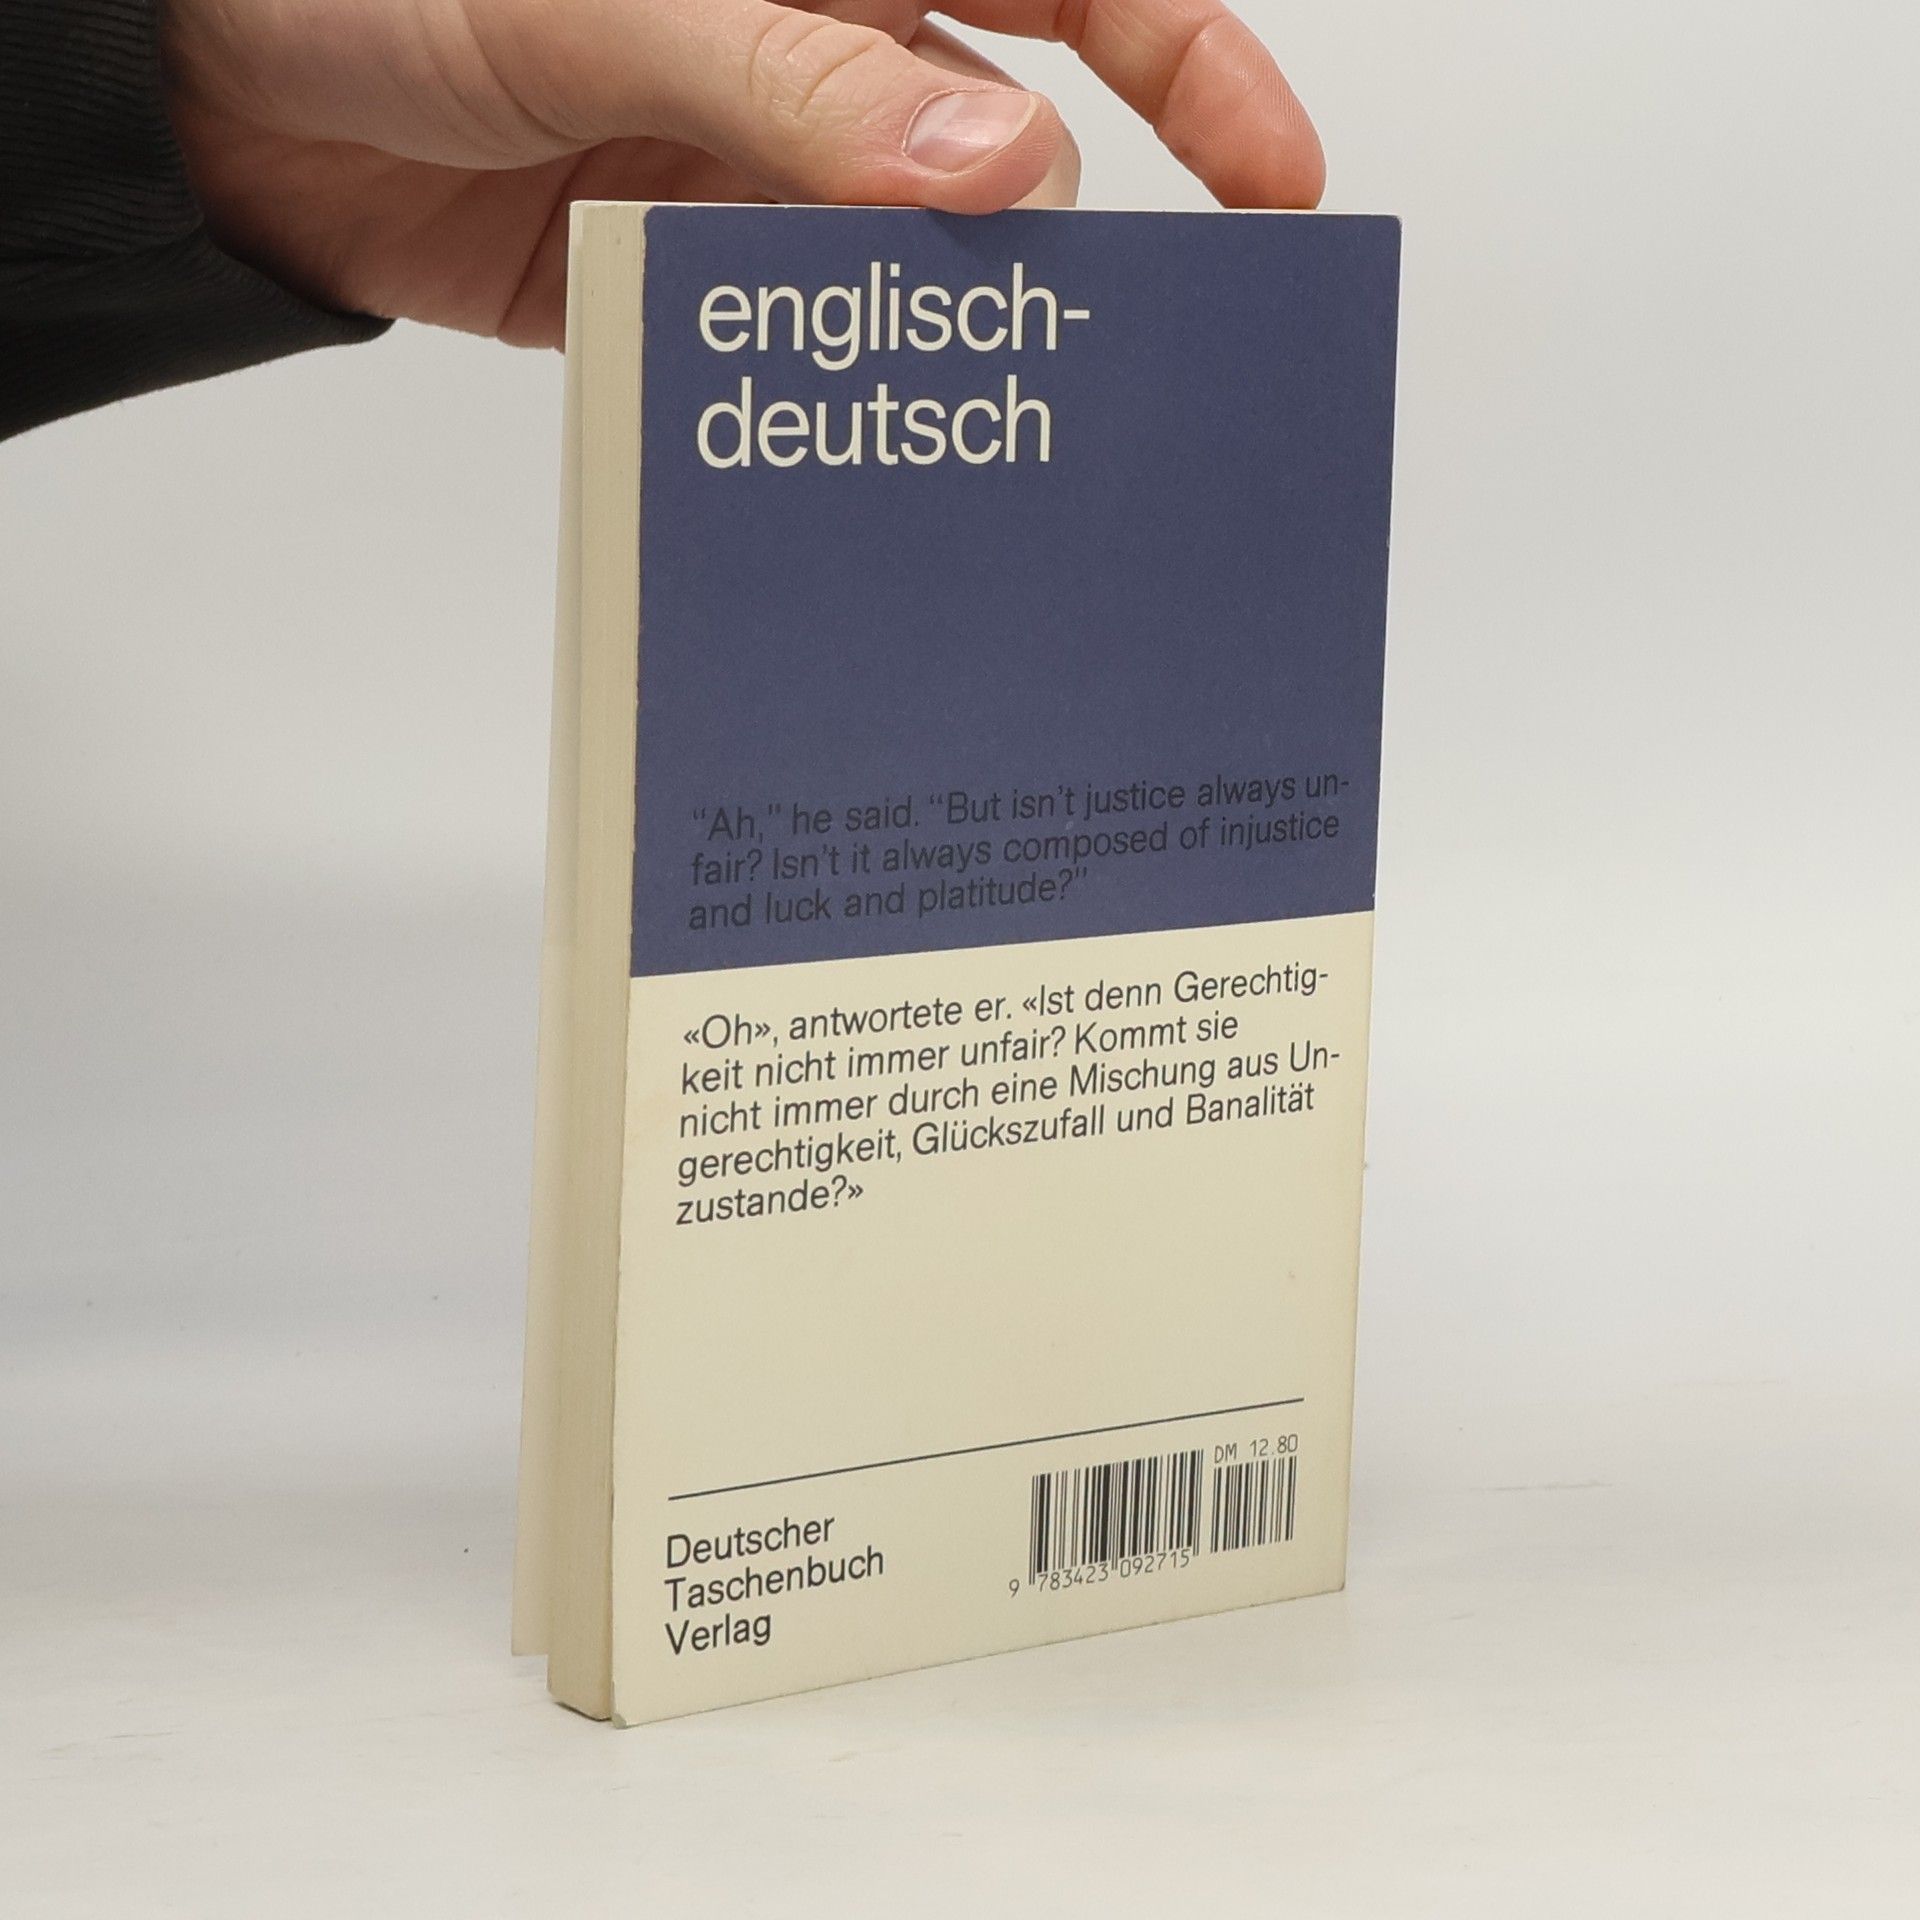 englisch-
deutsch
“Ah,” he said. “But isn’t justice always un-
fair? Isn’t it always composed of injustice
and luck and platitude?”
«Oh», antwortete er. «Ist denn Gerechtig-
keit nicht immer unfair? Kommt sie
nicht immer durch eine Mischung aus Un-
gerechtigkeit, Glückszufall und Banalität
zustande?»
DM 12.80
9 783423 092715
Deutscher
Taschenbuch
Verlag